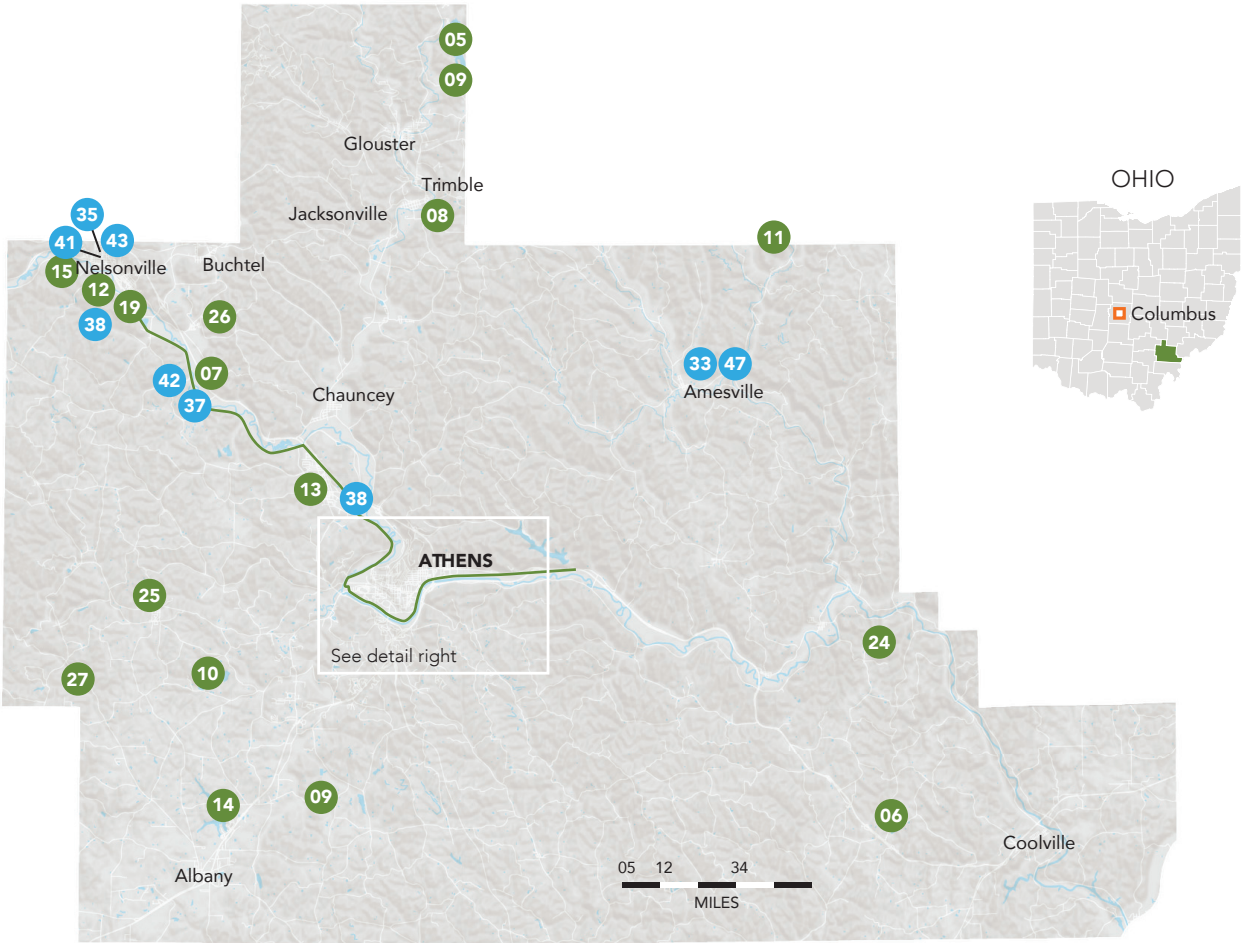 05
09
Glouster
OHIO
Trimble
35
Jacksonville
08
41
43
11
Nelsonville
Buchtel
15
12
19
38
26
Columbus
42
07
33
47
Chauncey
Amesville
37
13
38
ATHENS
25
24
See detail right
27
10
14
09
06
Coolville
05 12 34
Albany
MILES